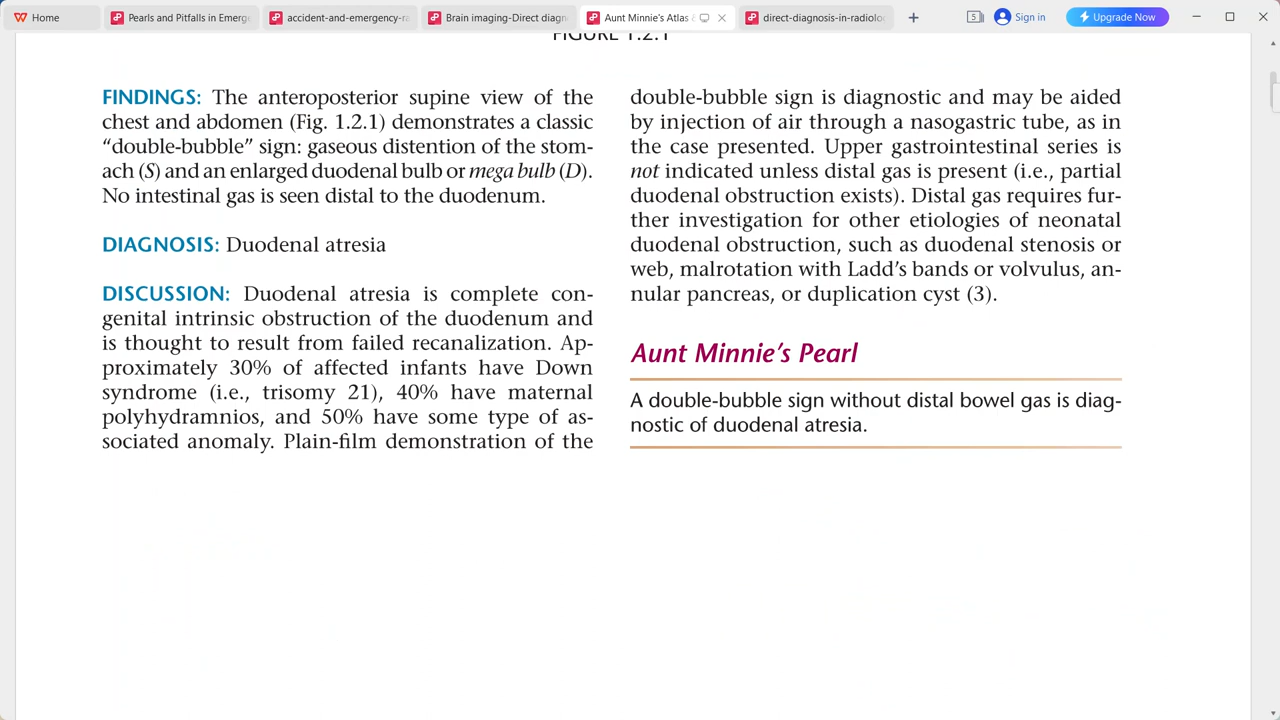 Home
Pearls and Pitfalls in Emerg
accident-and-emergency-ra
Brain imaging-Direct diagn
Aunt Minnie's Atlas
direct-diagnosis-in-radiolo
5
Sign in
Upgrade Now
FIGURE 1.2.1
FINDINGS: The anteroposterior supine view of the
chest and abdomen (Fig. 1.2.1) demonstrates a classic
“double-bubble” sign: gaseous distention of the stom-
ach (S) and an enlarged duodenal bulb or mega bulb (D).
No intestinal gas is seen distal to the duodenum.
DIAGNOSIS: Duodenal atresia
DISCUSSION: Duodenal atresia is complete con-
genital intrinsic obstruction of the duodenum and
is thought to result from failed recanalization. Ap-
proximately 30% of affected infants have Down
syndrome (i.e., trisomy 21), 40% have maternal
polyhydramnios, and 50% have some type of as-
sociated anomaly. Plain-film demonstration of the
double-bubble sign is diagnostic and may be aided
by injection of air through a nasogastric tube, as in
the case presented. Upper gastrointestinal series is
not indicated unless distal gas is present (i.e., partial
duodenal obstruction exists). Distal gas requires fur-
ther investigation for other etiologies of neonatal
duodenal obstruction, such as duodenal stenosis or
web, malrotation with Ladd’s bands or volvulus, an-
nular pancreas, or duplication cyst (3).
Aunt Minnie’s Pearl
A double-bubble sign without distal bowel gas is diag-
nostic of duodenal atresia.